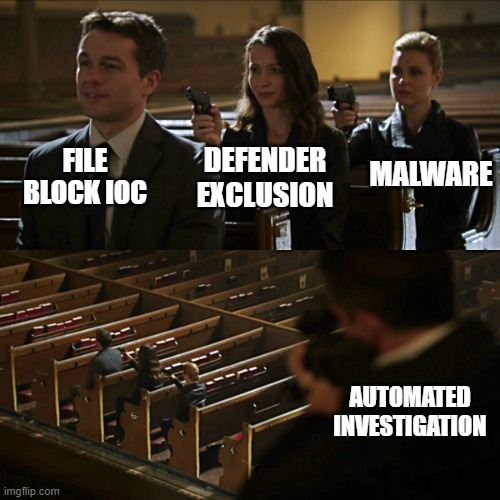 FILE
BLOCK IOC
DEFENDER
EXCLUSION
MALWARE
AUTOMATED
INVESTIGATION
imgflip.com